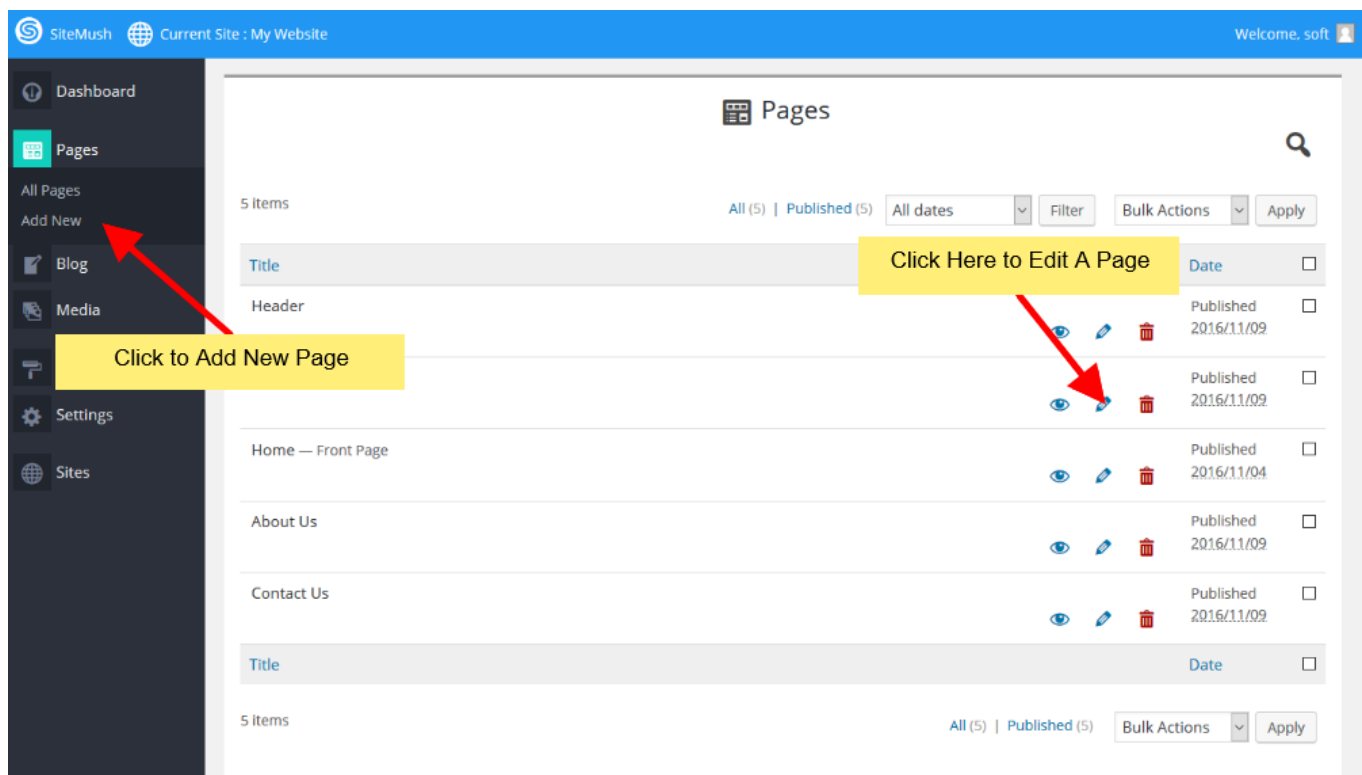 SiteMush Current Site : My Website Welcome, soft
Dashboard
Pages
All Pages
Add New
Blog
Media
Settings
Sites
Pages
5 items All (5) | Published (5) All dates Filter Bulk Actions Apply
Click Here to Edit A Page
Click to Add New Page
Title Date
Header Published
2016/11/09
Published
2016/11/09
Home — Front Page Published
2016/11/04
About Us Published
2016/11/09
Contact Us Published
2016/11/09
Title Date
5 items All (5) | Published (5) Bulk Actions Apply